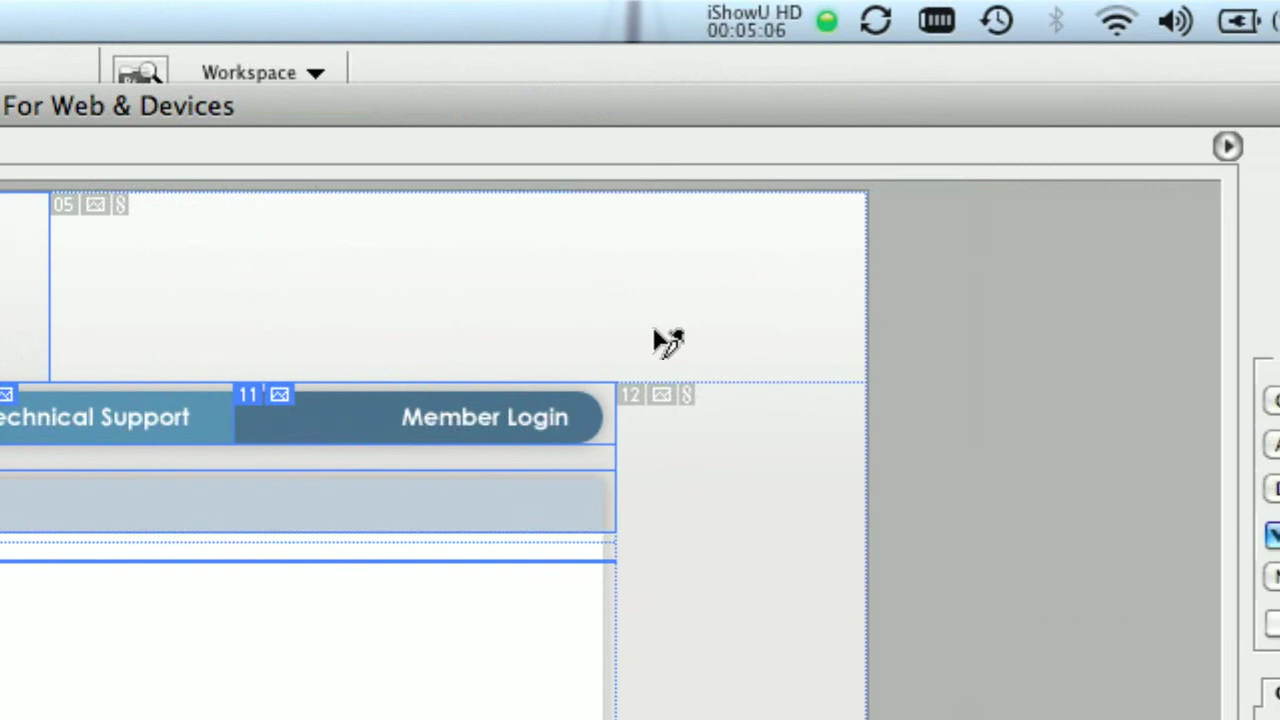 iShowU HD
00:05:06
Workspace
For Web & Devices
05
11
12
echnical Support
Member Login